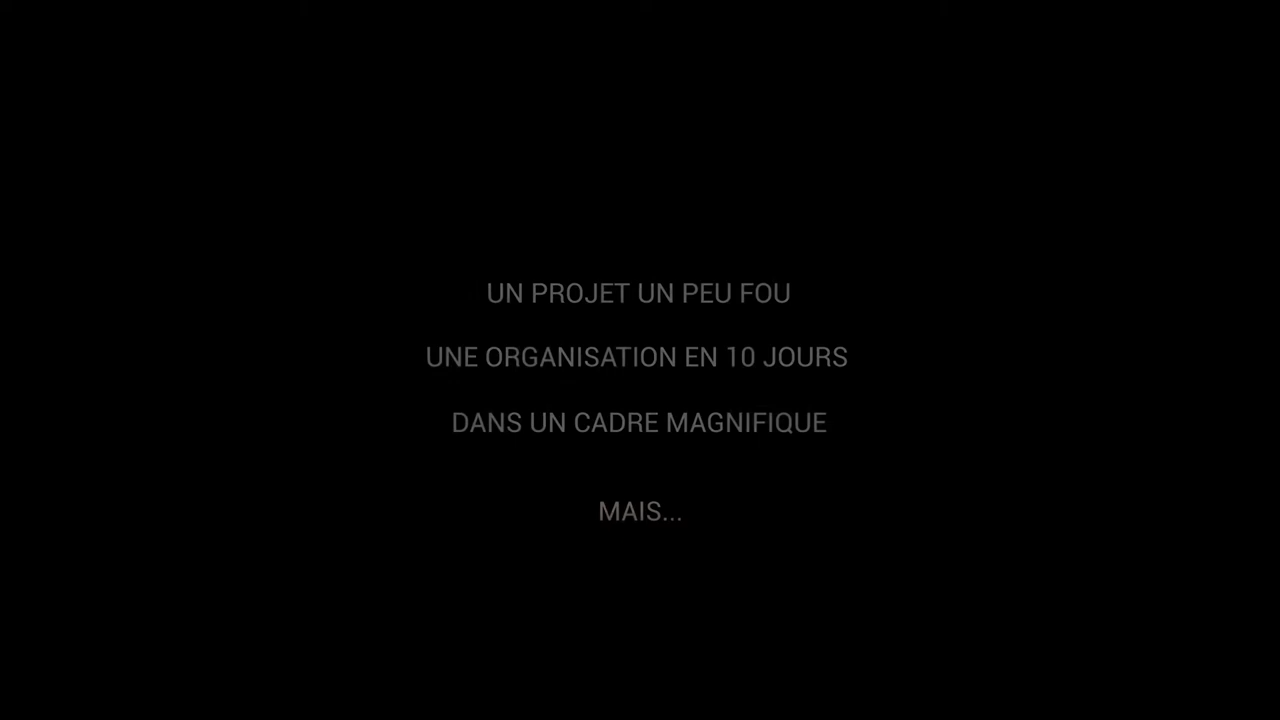 UN PROJET UN PEU FOU
UNE ORGANISATION EN 10 JOURS
DANS UN CADRE MAGNIFIQUE
MAIS...